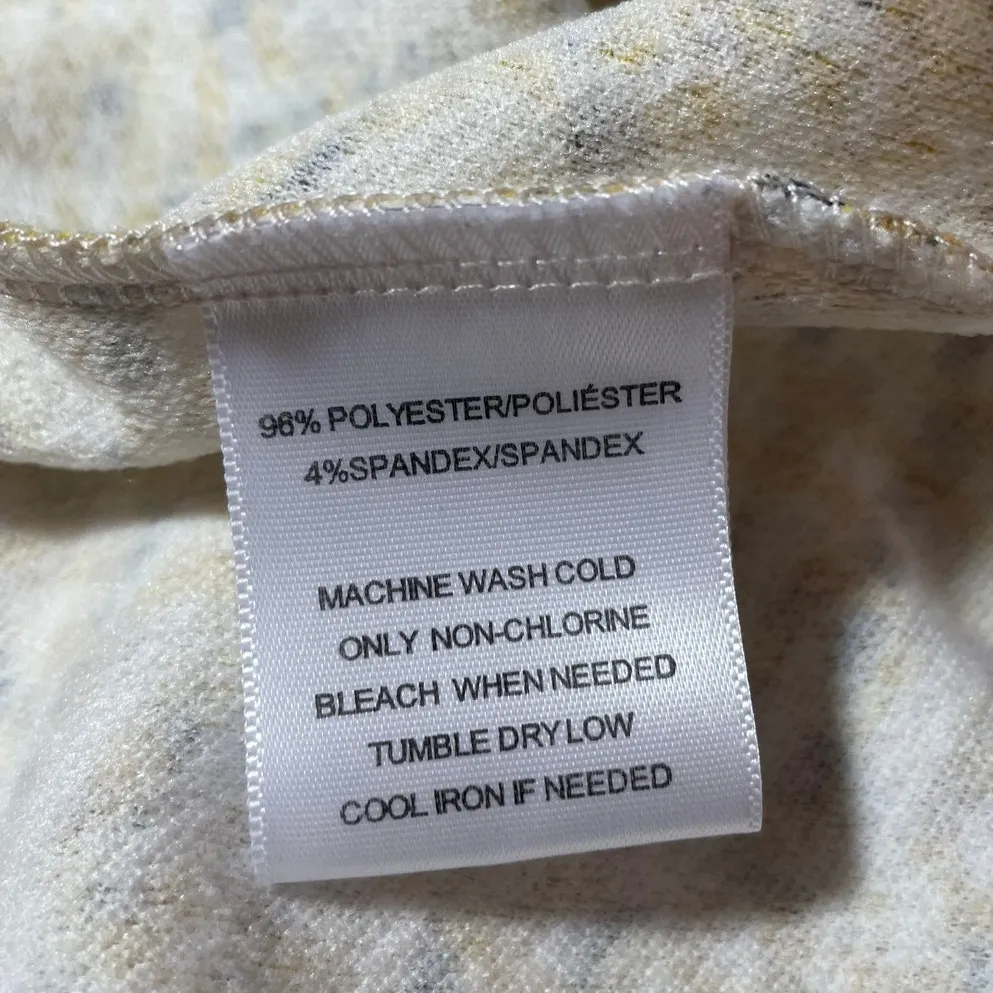 96% POLYESTER/POLIÉSTER
4%SPANDEX/SPANDEX
MACHINE WASH COLD
ONLY NON-CHLORINE
BLEACH WHEN NEEDED
TUMBLE DRY LOW
COOL IRON IF NEEDED